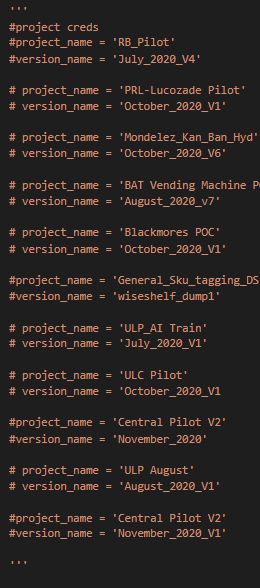 '''
#project creds
#project_name = 'RB_Pilot'
#version_name = 'July_2020_V4'
# project_name = 'PRL-Lucozade Pilot'
# version_name = 'October_2020_V1'
# project_name = 'Mondelez_Kan_Ban_Hyd'
# version_name = 'October_2020_V6'
# project_name = 'BAT Vending Machine
# version_name = 'August_2020_v7'
# project_name = 'Blackmores POC'
# version_name = 'October_2020_V1'
#project_name = 'General_Sku_tagging_DS
#version_name = 'wiseshelf_dump1'
# project_name = 'ULP_AI Train'
# version_name = 'July_2020_V1'
# project_name = 'ULC Pilot'
# version_name = 'October_2020_V1
#project_name = 'Central Pilot V2'
#version_name = 'November_2020'
# project_name = 'ULP August'
# version_name = 'August_2020_V1'
#project_name = 'Central Pilot V2'
#version_name = 'November_2020_V1'
'''